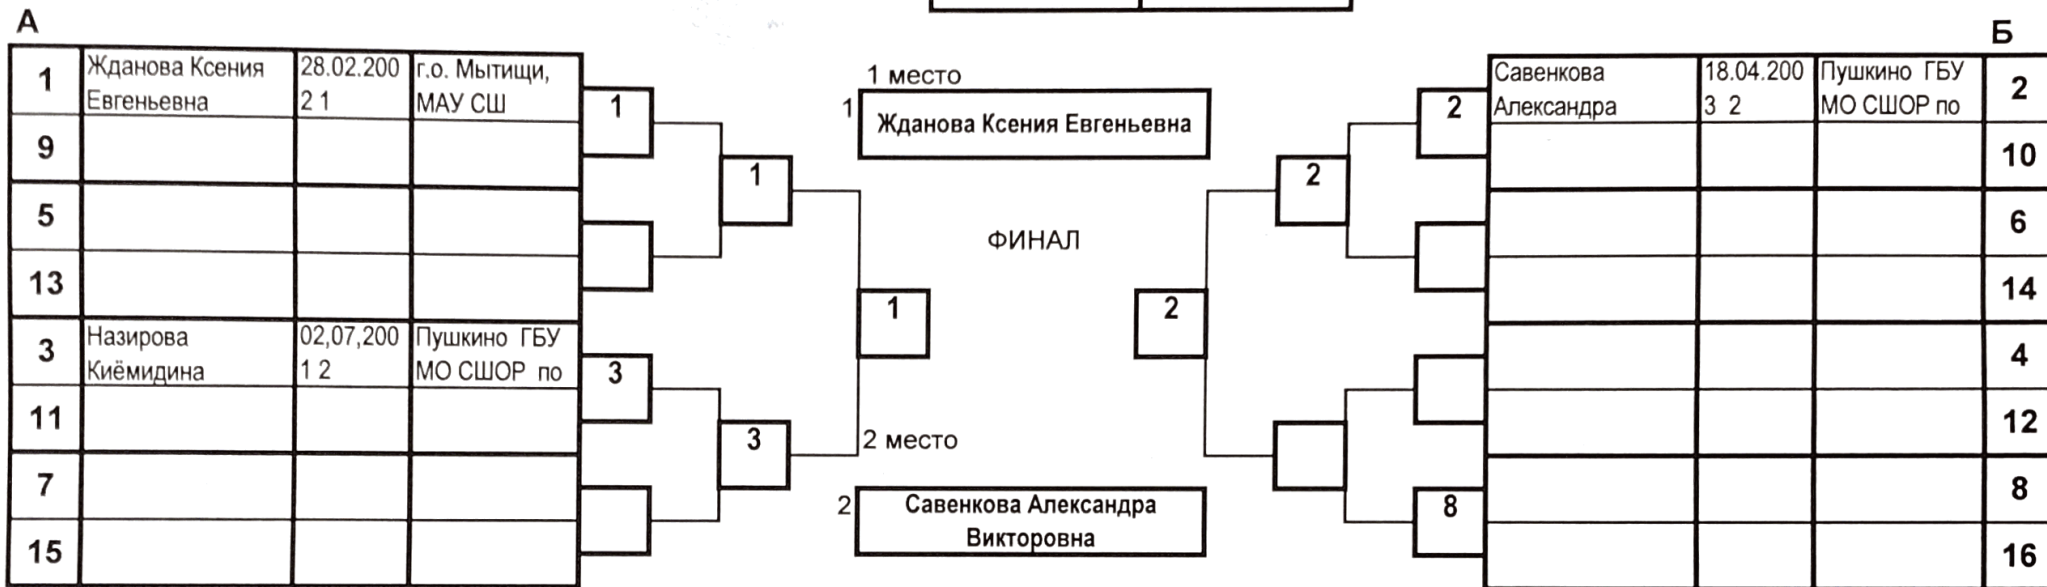 А
Б
1 Жданова Ксения 28.02.200 г.о. Мытищи,
Евгеньевна 2 1 МАУ СШ
9
5
13
3 Назирова 02,07,200 Пушкино ГБУ
Киёмидина 1 2 МО СШОР по
11
7
15
1
1
3
3
1
1 место
1 Жданова Ксения Евгеньевна
ФИНАЛ
2 место
2 Савенкова Александра
Викторовна
2
2
2
8
Савенкова 18.04.200 Пушкино ГБУ 2
Александра 3 2 МО СШОР по
10
6
14
4
12
8
16